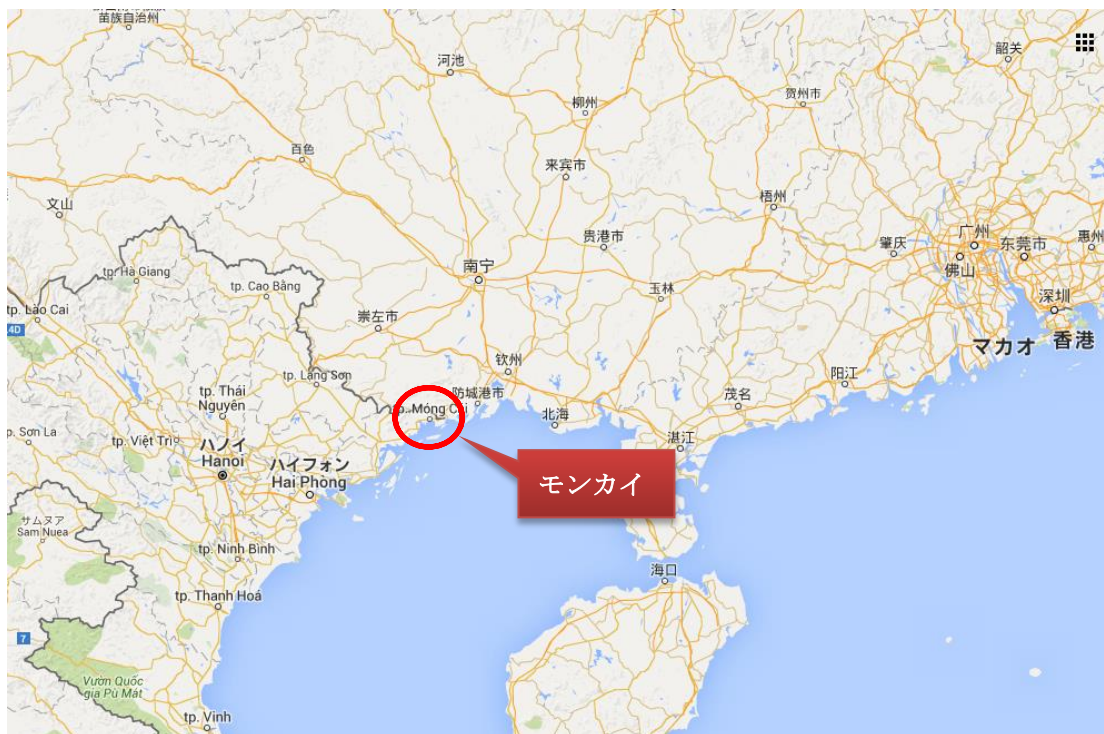 苗族自治州
河池
韶关
柳州
贺州市
百色
来宾市
文山
梧州
贵港市
广州
肇庆
东莞市
惠州
佛山
南宁
tp. Hà Giang
tp. Cao Bằng
玉林
深圳
tp. Lào Cai
崇左市
4D
マカオ
香港
钦州
阳江
tp. Lạng Sơn
tp. Thái
Nguyên
防城港市
茂名
tp. Móng Cái
北海
p. Sơn La
tp. Việt Trì
ハノイ
Hanoi
湛江
ハイフォン
Hai Phòng
モンカイ
サムヌア
Sam Nuea
tp. Ninh Bình
海口
tp. Thanh Hoá
7
Vườn Quốc
gia Pù Mát
tp. Vinh